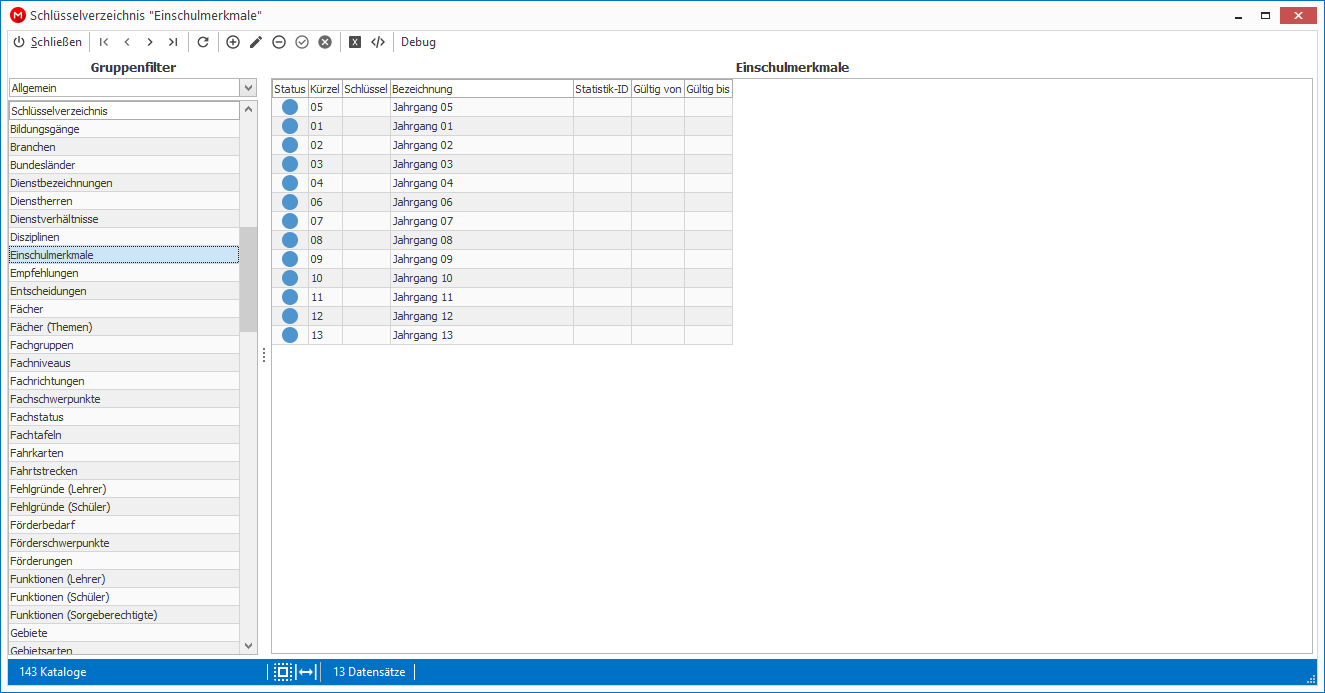 M Schlüsselverzeichnis "Einschulmerkmale"
Schließen Debug
Gruppenfilter
Allgemein
Schlüsselverzeichnis
Bildungsgänge
Branchen
Bundesländer
Dienstbezeichnungen
Dienstherren
Dienstverhältnisse
Disziplinen
Einschulmerkmale
Empfehlungen
Entscheidungen
Fächer
Fächer (Themen)
Fachgruppen
Fachniveaus
Fachrichtungen
Fachschwerpunkte
Fachstatus
Fachtafeln
Fahrkarten
Fahrtstrecken
Fehlgründe (Lehrer)
Fehlgründe (Schüler)
Förderbedarf
Förderschwerpunkte
Förderungen
Funktionen (Lehrer)
Funktionen (Schüler)
Funktionen (Sorgeberechtigte)
Gebiete
Gebietsarten
Einschulmerkmale
Status Kürzel Schlüssel Bezeichnung Statistik-ID Gültig von Gültig bis
05 Jahrgang 05
01 Jahrgang 01
02 Jahrgang 02
03 Jahrgang 03
04 Jahrgang 04
06 Jahrgang 06
07 Jahrgang 07
08 Jahrgang 08
09 Jahrgang 09
10 Jahrgang 10
11 Jahrgang 11
12 Jahrgang 12
13 Jahrgang 13
143 Kataloge 13 Datensätze